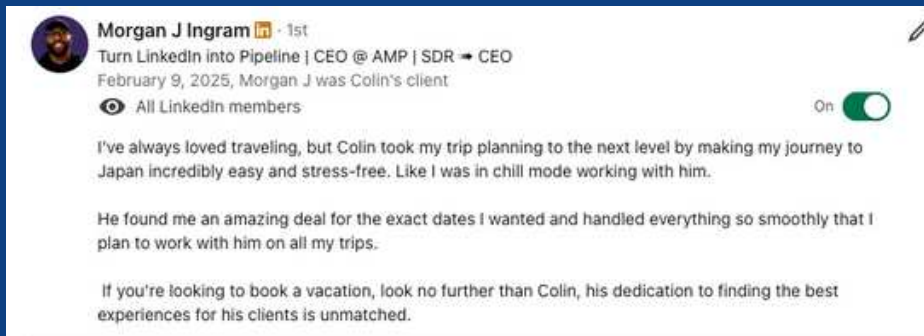 Morgan J Ingram in · 1st
Turn LinkedIn into Pipeline | CEO @ AMP | SDR ➟ CEO
February 9, 2025, Morgan J was Colin's client
All LinkedIn members On
I've always loved traveling, but Colin took my trip planning to the next level by making my journey to
Japan incredibly easy and stress-free. Like I was in chill mode working with him.
He found me an amazing deal for the exact dates I wanted and handled everything so smoothly that I
plan to work with him on all my trips.
If you're looking to book a vacation, look no further than Colin, his dedication to finding the best
experiences for his clients is unmatched.